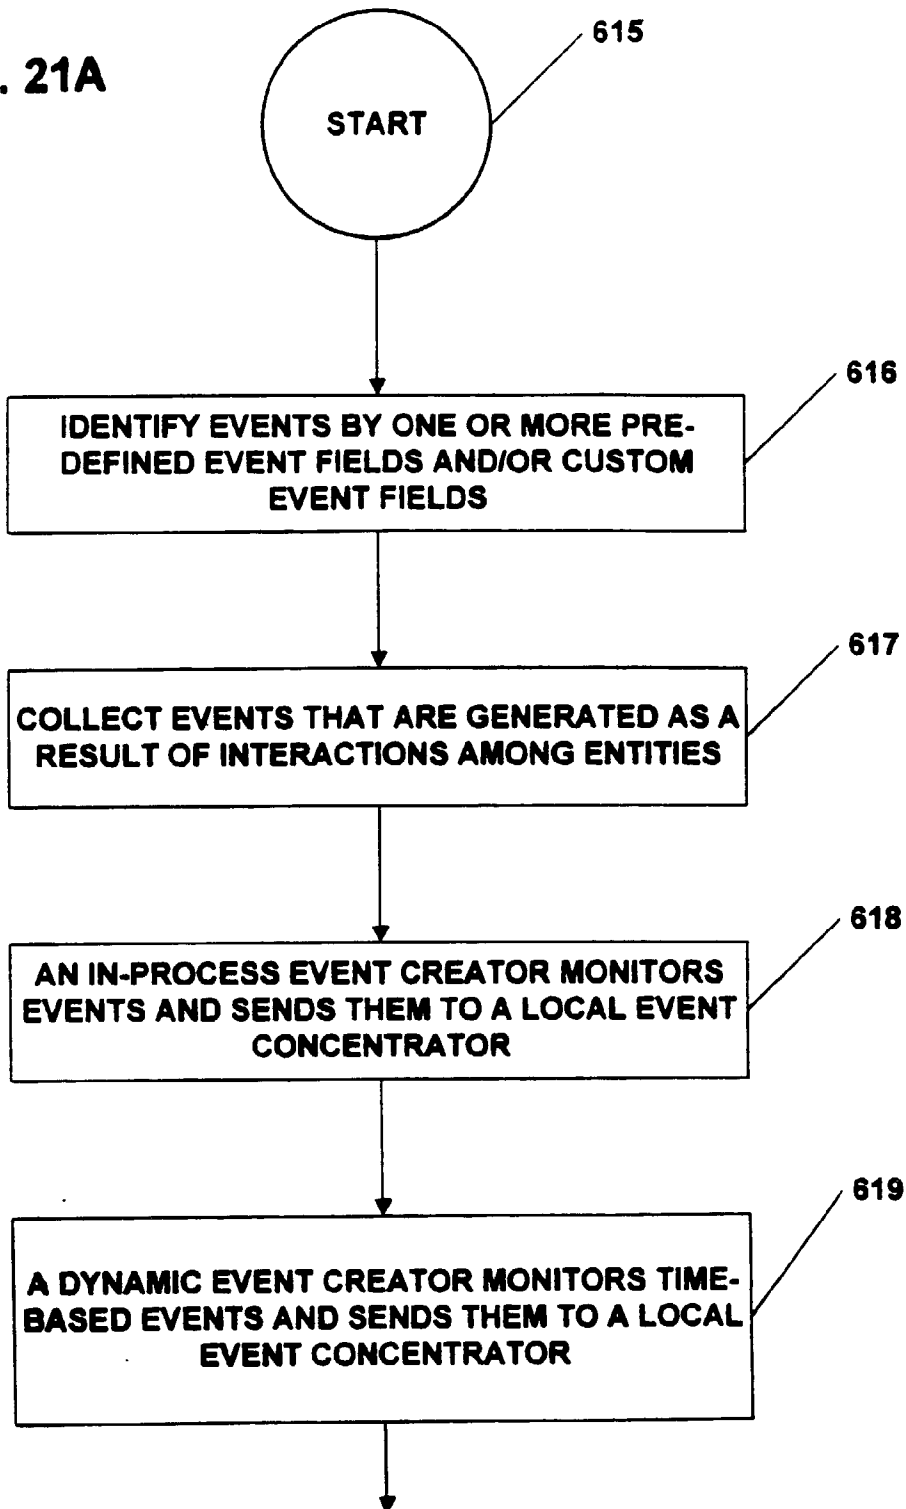 . 21A
615
START
616
IDENTIFY EVENTS BY ONE OR MORE PRE-
DEFINED EVENT FIELDS AND/OR CUSTOM
EVENT FIELDS
617
COLLECT EVENTS THAT ARE GENERATED AS A
RESULT OF INTERACTIONS AMONG ENTITIES
618
AN IN-PROCESS EVENT CREATOR MONITORS
EVENTS AND SENDS THEM TO A LOCAL EVENT
CONCENTRATOR
619
A DYNAMIC EVENT CREATOR MONITORS TIME-
BASED EVENTS AND SENDS THEM TO A LOCAL
EVENT CONCENTRATOR